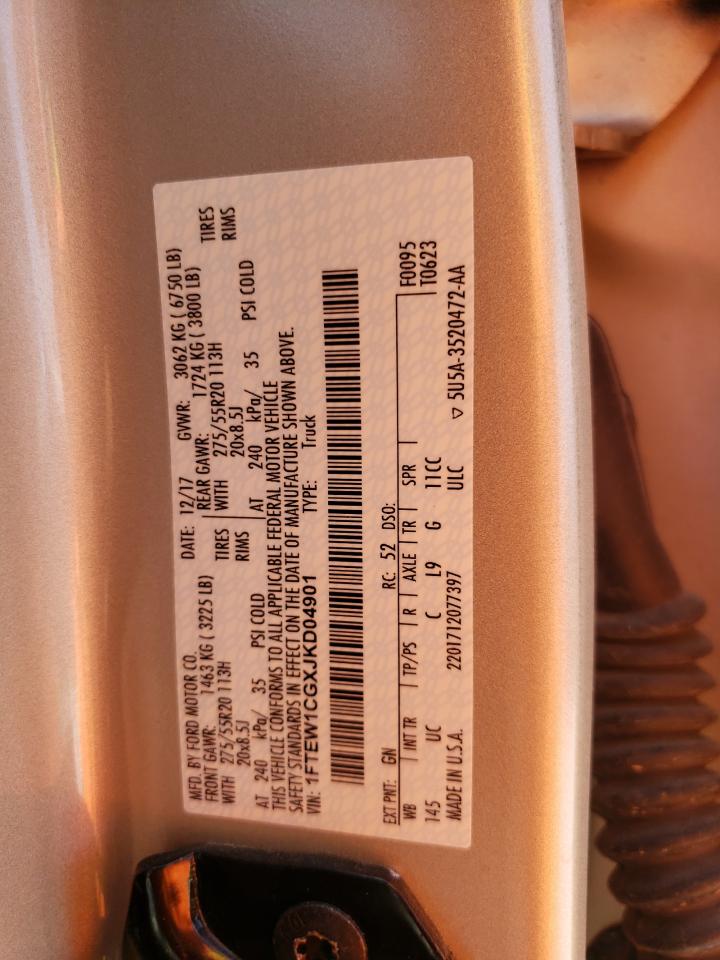 MFD. BY FORD MOTOR CO.
DATE: 12/17 GVWR: 3062 KG ( 6750 LB)
FRONT GAWR: 1463 KG ( 3225 LB)
REAR GAWR: 1724 KG ( 3800 LB)
WITH 275/55R20 113H TIRES
WITH 275/55R20 113H TIRES
20x8.5J RIMS
20x8.5J RIMS
AT 240 kPa/ 35 PSI COLD
AT 240 kPa/ 35 PSI COLD
THIS VEHICLE CONFORMS TO ALL APPLICABLE FEDERAL MOTOR VEHICLE
SAFETY STANDARDS IN EFFECT ON THE DATE OF MANUFACTURE SHOWN ABOVE.
VIN: 1FTEW1CGXJKD04901 TYPE: Truck
EXT PNT: GN RC: 52 DSO: F0095
WB INT TR TP/PS R AXLE TR SPR T0623
145 UC C L9 G 11CC
MADE IN U.S.A. 2201712077397 ULC ▽ 5U5A-3520472-AA